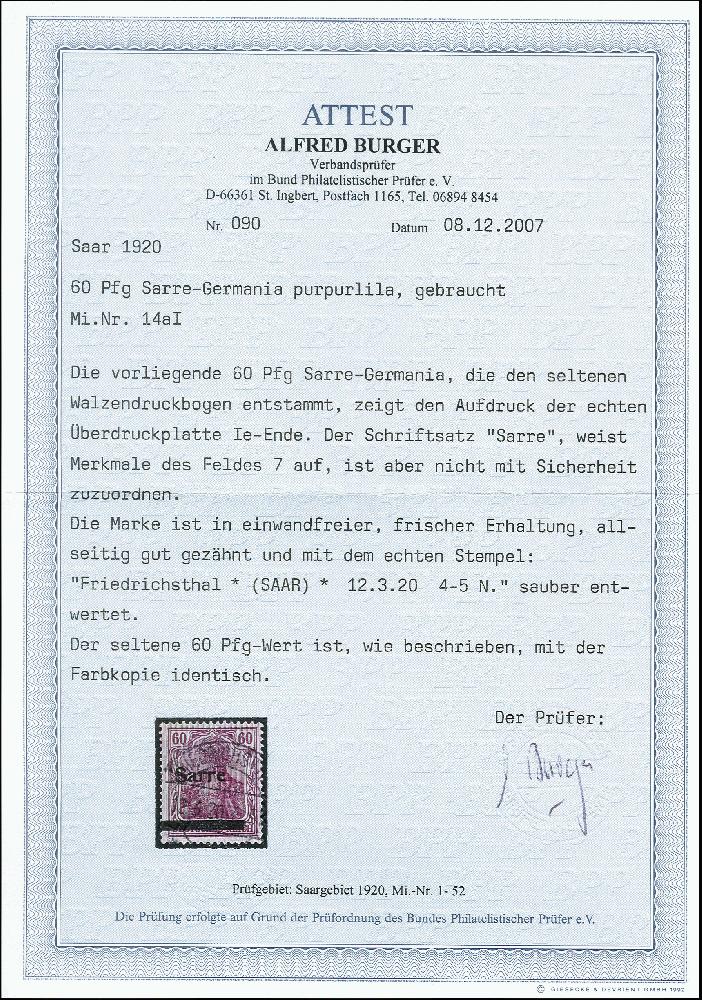 ATTEST
ALFRED BURGER
Verbandsprüfer
im Bund Philatelistischer Prüfer e. V.
D-66361 St. Ingbert, Postfach 1165, Tel. 06894 8454
Nr. 090 Datum 08.12.2007
Saar 1920
60 Pfg Sarre-Germania purpurlila, gebraucht
Mi.Nr. 14aI
Die vorliegende 60 Pfg Sarre-Germania, die den seltenen
Walzendruckbogen entstammt, zeigt den Aufdruck der echten
Überdruckplatte Ie-Ende. Der Schriftsatz "Sarre", weist
Merkmale des Feldes 7 auf, ist aber nicht mit Sicherheit
zuzuordnen.
Die Marke ist in einwandfreier, frischer Erhaltung, all-
seitig gut gezähnt und mit dem echten Stempel:
"Friedrichsthal * (SAAR) * 12.3.20 4-5 N." sauber ent-
wertet.
Der seltene 60 Pfg-Wert ist, wie beschrieben, mit der
Farbkopie identisch.
Der Prüfer:
60 60
Sarre
Burger
Prüfgebiet: Saargebiet 1920, Mi.-Nr. 1- 52
Die Prüfung erfolgte auf Grund der Prüfordnung des Bundes Philatelistischer Prüfer e.V.
© GIESECKE & DEVRIENT GMBH 1992